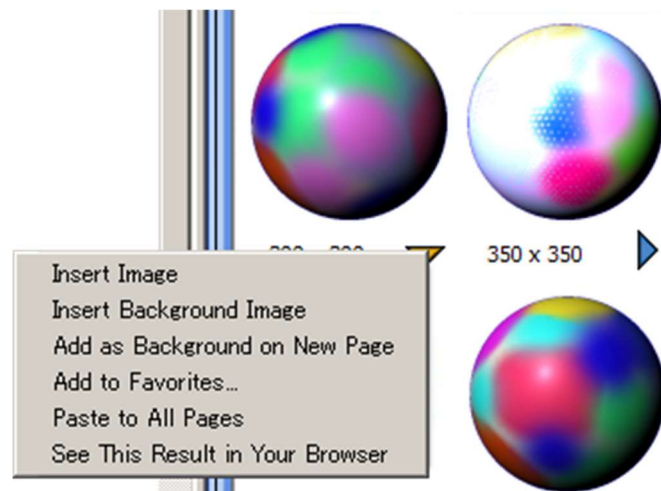 350 x 350
Insert Image
Insert Background Image
Add as Background on New Page
Add to Favorites...
Paste to All Pages
See This Result in Your Browser